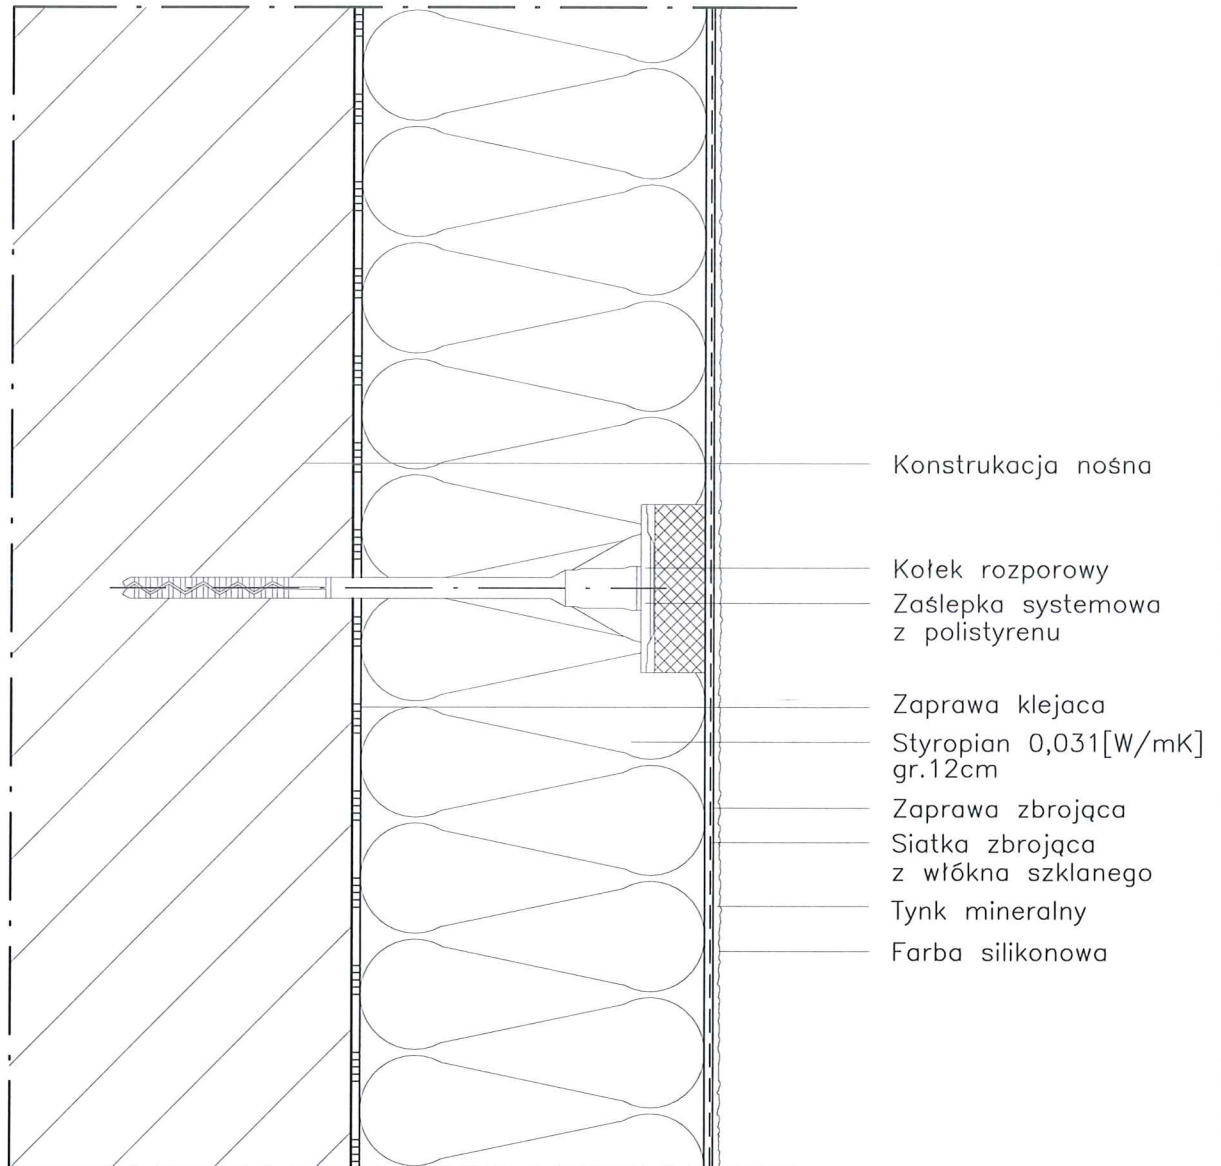 Konstrukacja nośna
Kołek rozporowy
Zaślepka systemowa
z polistyrenu
Zaprawa klejaca
Styropian 0,031[W/mK]
gr.12cm
Zaprawa zbrojąca
Siatka zbrojąca
z włókna szklanego
Tynk mineralny
Farba silikonowa